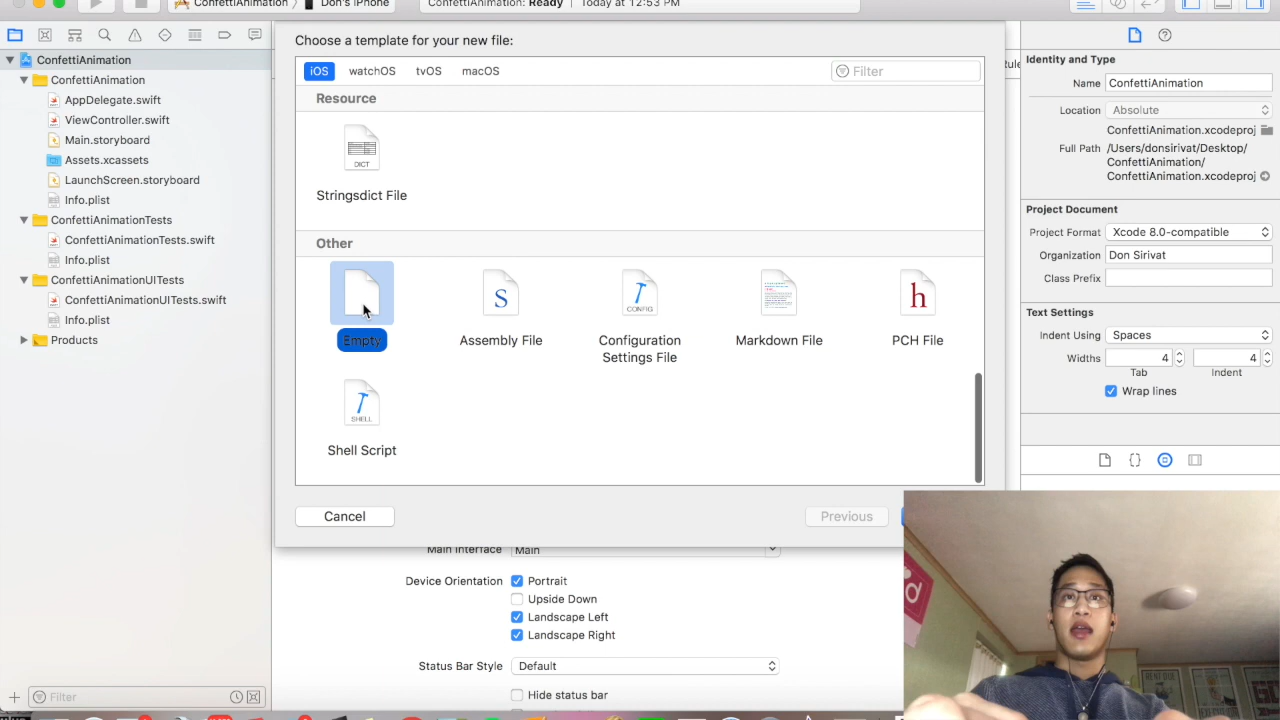 ConfettiAnimation
Don's iPhone
ConfettiAnimation: Ready
Today at 12:53 PM
Choose a template for your new file:
iOS
watchOS
tvOS
macOS
Filter
Resource
DICT
Stringsdict File
Other
Empty
S
Assembly File
CONFIG
Configuration
Settings File
Markdown File
h
PCH File
SHELL
Shell Script
Cancel
Previous
ConfettiAnimation
ConfettiAnimation
AppDelegate.swift
ViewController.swift
Main.storyboard
Assets.xcassets
LaunchScreen.storyboard
Info.plist
ConfettiAnimationTests
ConfettiAnimationTests.swift
Info.plist
ConfettiAnimationUITests
ConfettiAnimationUITests.swift
Info.plist
Products
Filter
Main Interface
Main
Device Orientation
Portrait
Upside Down
Landscape Left
Landscape Right
Status Bar Style
Default
Hide status bar
Identity and Type
Name
ConfettiAnimation
Location
Absolute
ConfettiAnimation.xcodeproj
Full Path
/Users/donsirivat/Desktop/
ConfettiAnimation/
ConfettiAnimation.xcodeproj
Project Document
Project Format
Xcode 8.0-compatible
Organization
Don Sirivat
Class Prefix
Text Settings
Indent Using
Spaces
Widths
4
4
Tab
Indent
Wrap lines